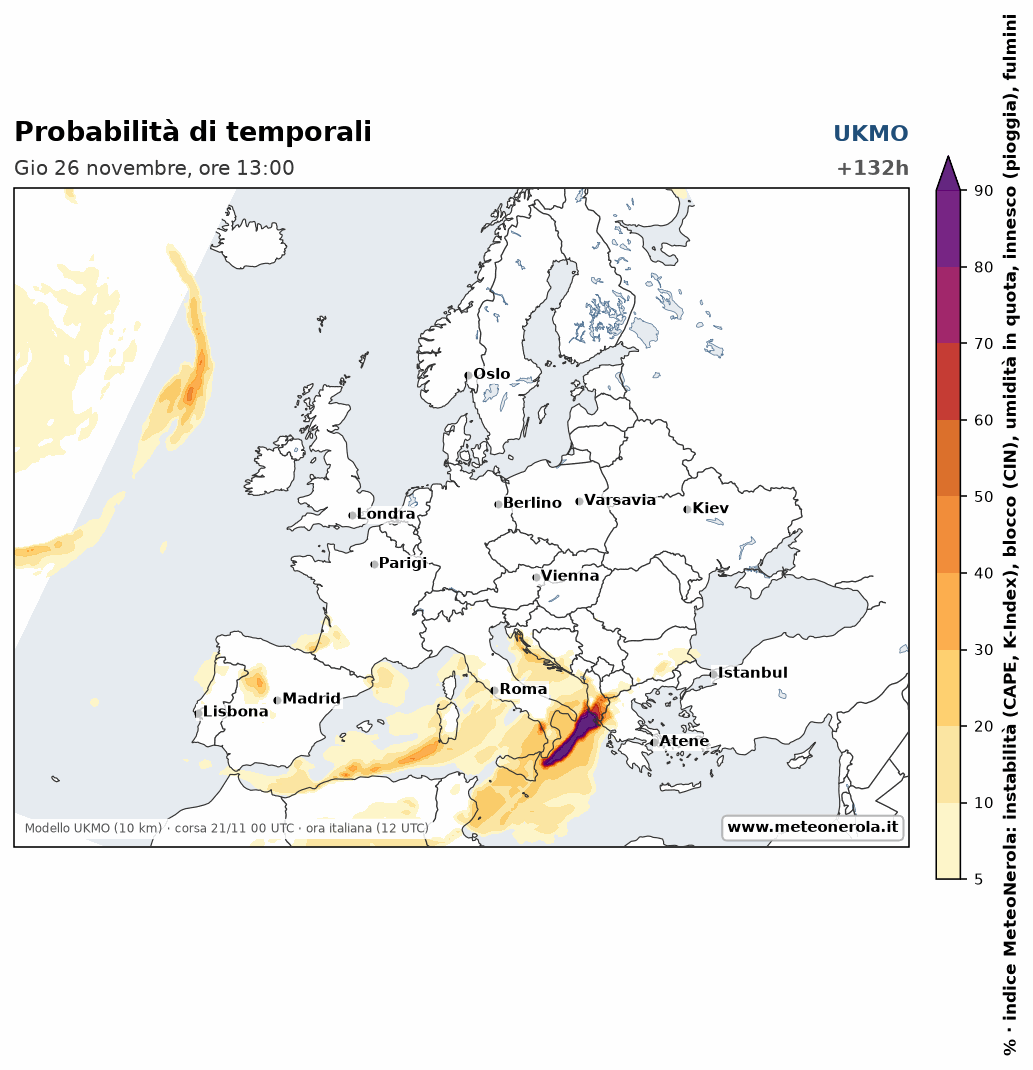 Probabilità di temporali
UKMO
Gio 26 novembre, ore 13:00
+132h
Oslo
Londra
Berlino
Varsavia
Kiev
Parigi
Vienna
Istanbul
Madrid
Roma
Lisbona
Atene
Modello UKMO (10 km) · corsa 21/11 00 UTC · ora italiana (12 UTC)
www.meteonerola.it
90
80
70
60
50
40
30
20
10
5
% · indice MeteoNerola: instabilità (CAPE, K-Index), blocco (CIN), umidità in quota, innesco (pioggia), fulmini